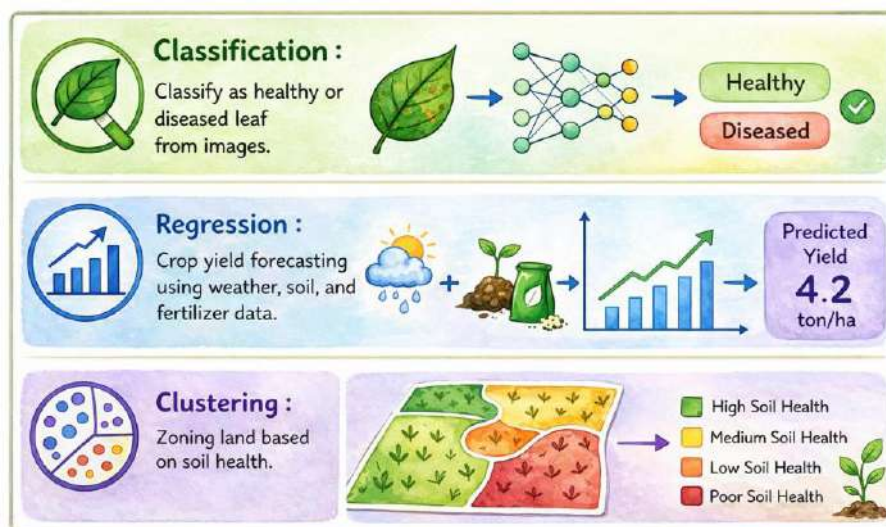 Classification :
Classify as healthy or
diseased leaf
from images.
Healthy
Diseased
Regression :
Crop yield forecasting
using weather, soil, and
fertilizer data.
Predicted
Yield
4.2
ton/ha
Clustering :
Zoning land based
on soil health.
High Soil Health
Medium Soil Health
Low Soil Health
Poor Soil Health